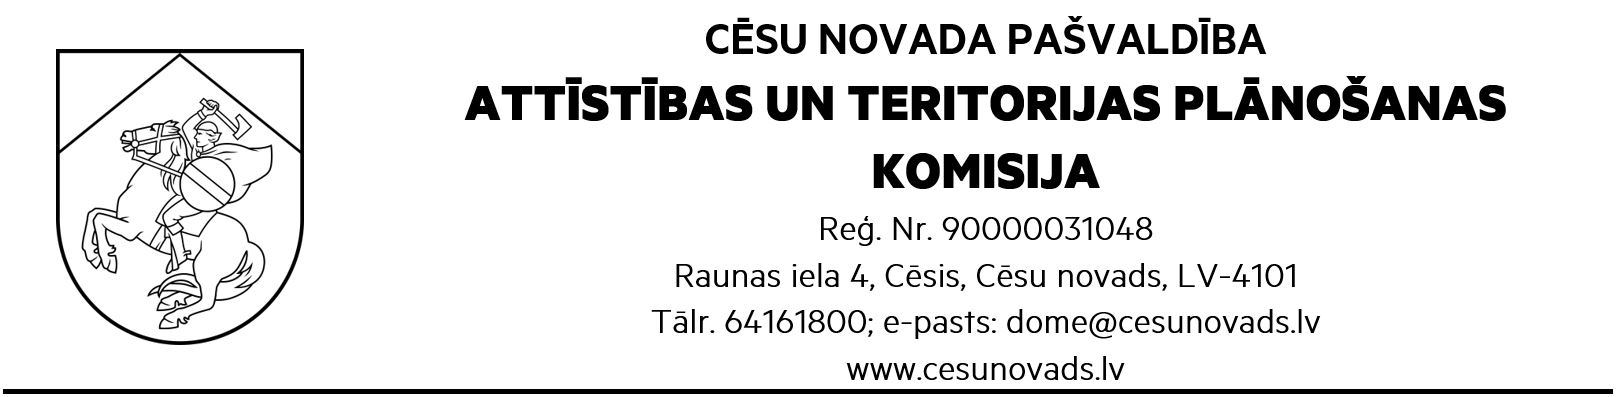 CĒSU NOVADA PAŠVALDĪBA
ATTĪSTĪBAS UN TERITORIJAS PLĀNOŠANAS
KOMISIJA
Reģ. Nr. 90000031048
Raunas iela 4, Cēsis, Cēsu novads, LV-4101
Tālr. 64161800; e-pasts: dome@cesunovads.lv
www.cesunovads.lv